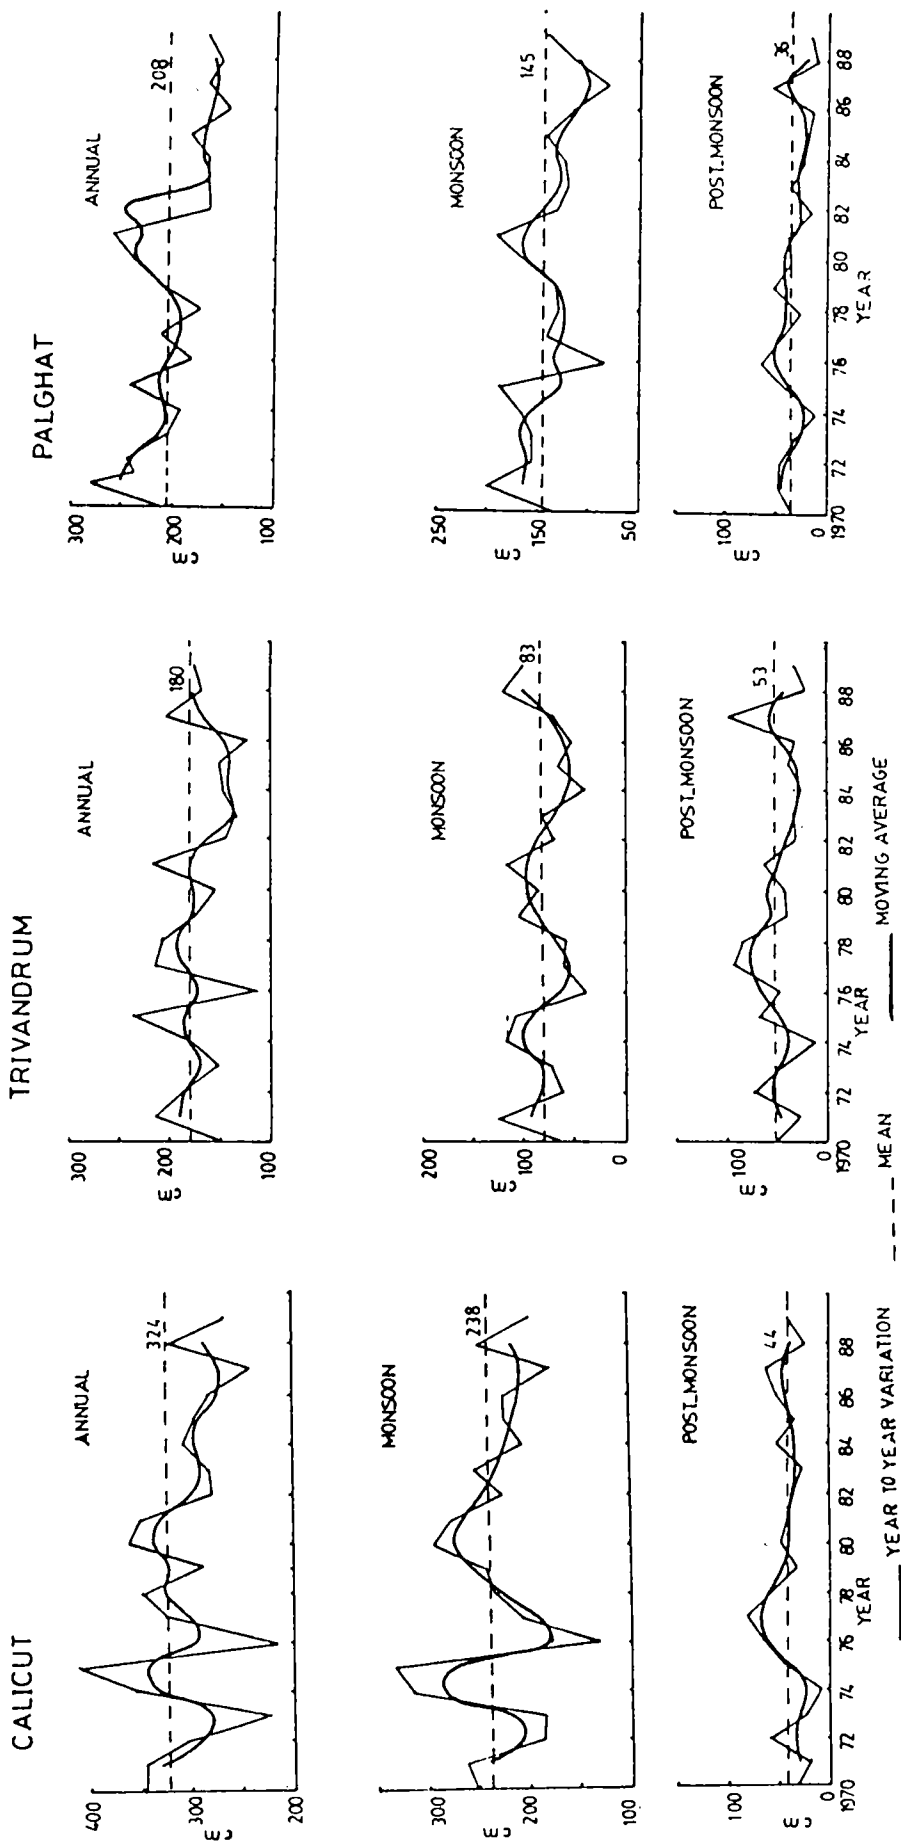 CALICUT
ANNUAL
400
300
200
cm
324
MONSOON
300
200
100
cm
238
POST_MONSOON
100
0
cm
44
1970 72 74 76 78 80 82 84 86 88
YEAR
TRIVANDRUM
ANNUAL
300
200
100
cm
180
MONSOON
200
100
0
cm
83
POST_MONSOON
100
0
cm
53
1970 72 74 76 78 80 82 84 86 88
YEAR
PALGHAT
ANNUAL
300
200
100
cm
208
MONSOON
250
150
50
cm
145
POST_MONSOON
100
0
cm
36
1970 72 74 76 78 80 82 84 86 88
YEAR
YEAR TO YEAR VARIATION
MEAN
MOVING AVERAGE